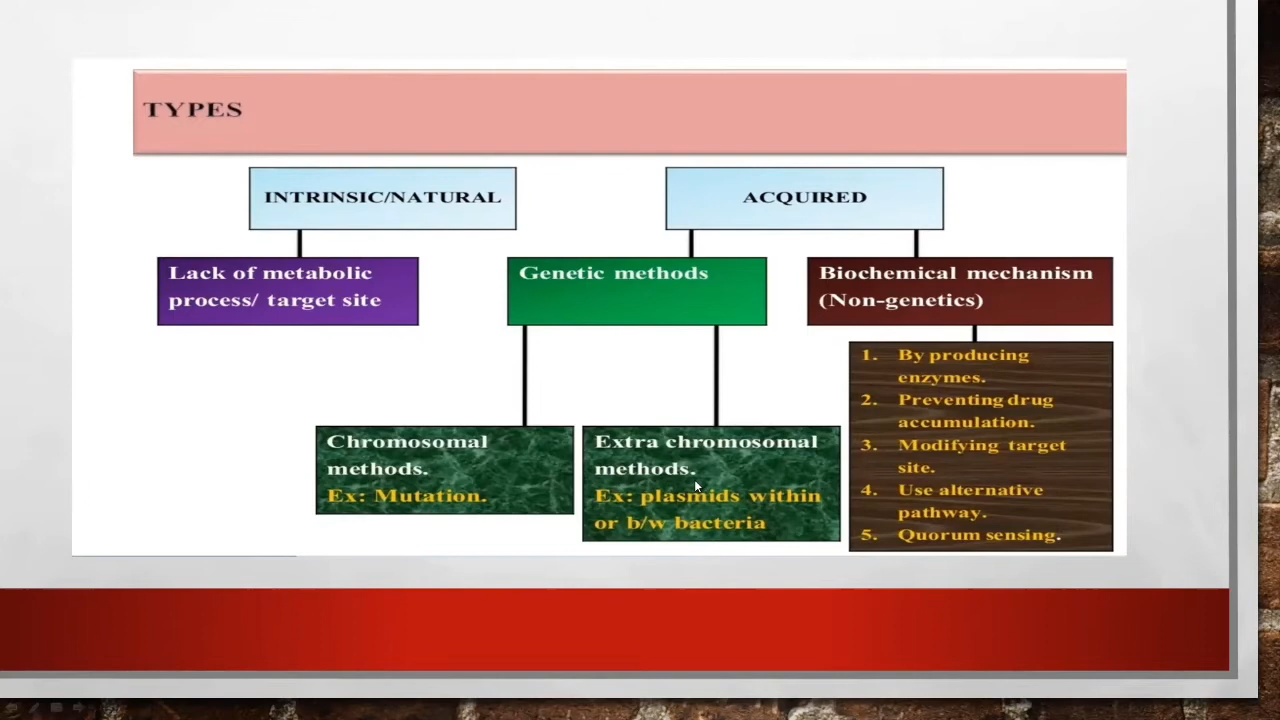 TYPES
INTRINSIC/NATURAL
ACQUIRED
Lack of metabolic
process/ target site
Genetic methods
Biochemical mechanism
(Non-genetics)
Chromosomal
methods.
Ex: Mutation.
Extra chromosomal
methods.
Ex: plasmids within
or b/w bacteria
1. By producing
enzymes.
2. Preventing drug
accumulation.
3. Modifying target
site.
4. Use alternative
pathway.
5. Quorum sensing.